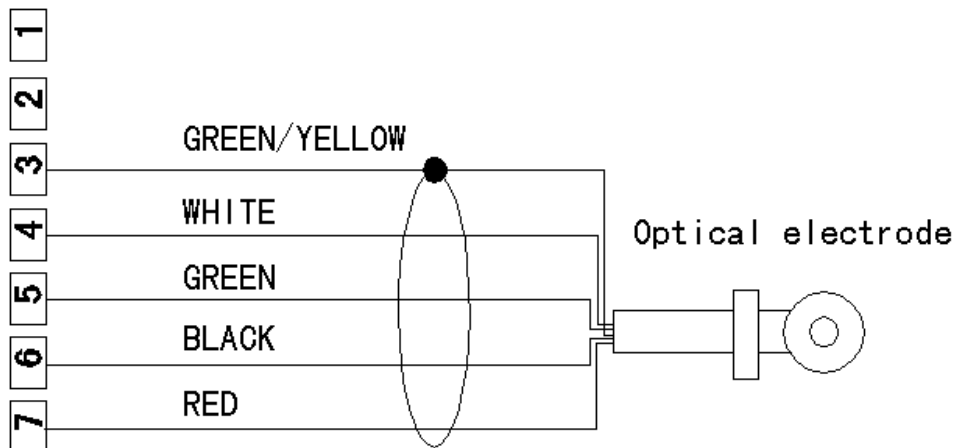 1
2
GREEN/YELLOW
3
WHITE
4
Optical electrode
GREEN
5
BLACK
6
RED
7